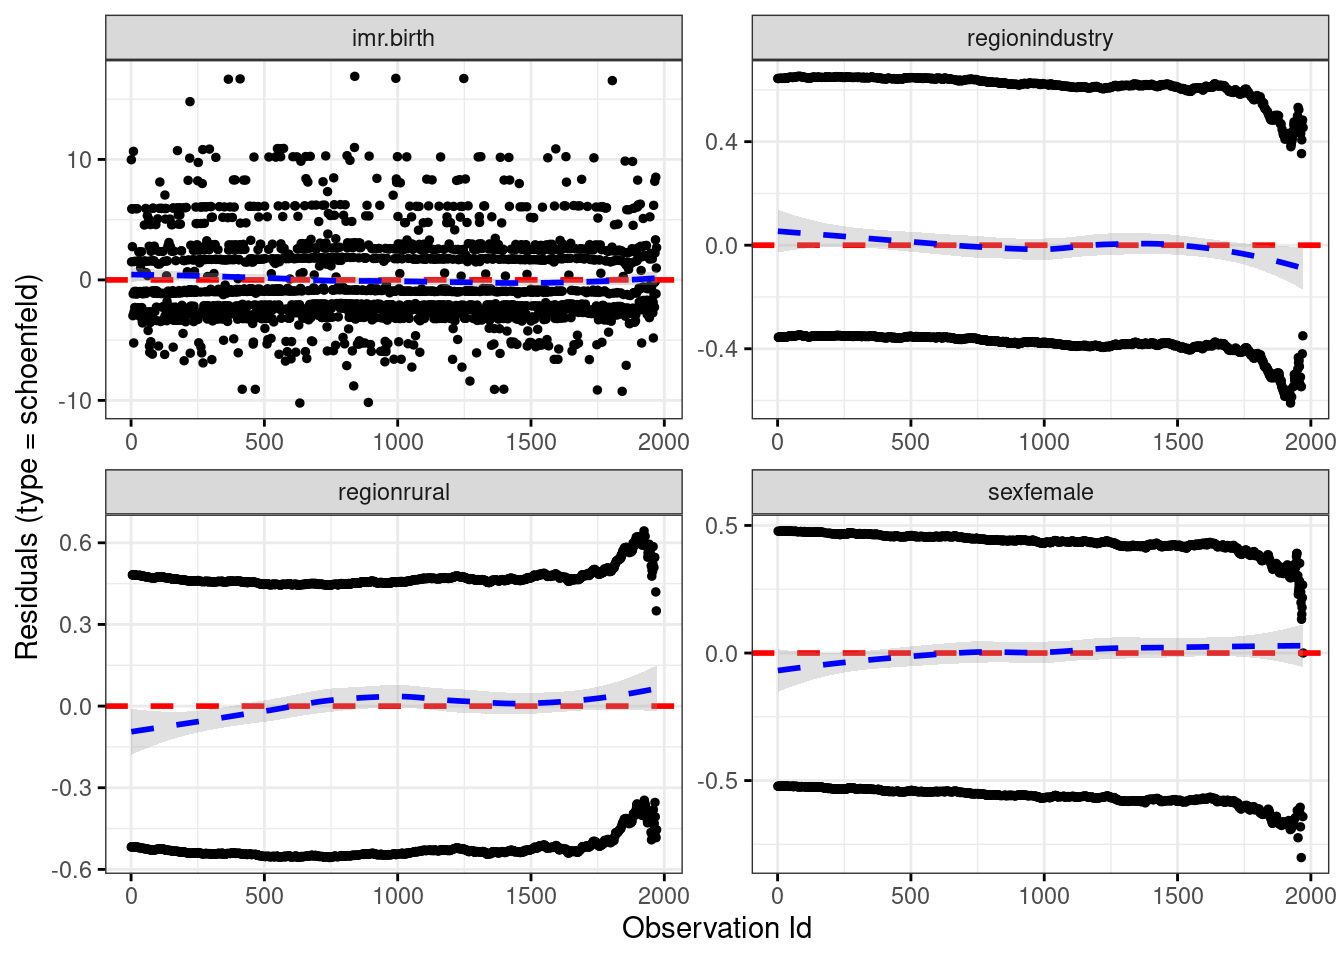 imr.birth
regionindustry
10
0
-10
0.4
0.0
-0.4
0 500 1000 1500 2000
0 500 1000 1500 2000
regionrural
sexfemale
0.6
0.3
0.0
-0.3
-0.6
0.5
0.0
-0.5
0 500 1000 1500 2000
0 500 1000 1500 2000
Observation Id
Residuals (type = schoenfeld)